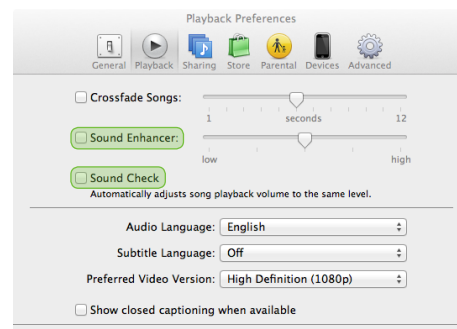 Playback Preferences
General Playback Sharing Store Parental Devices Advanced
Crossfade Songs:
1 seconds 12
Sound Enhancer:
low high
Sound Check
Automatically adjusts song playback volume to the same level.
Audio Language: English
Subtitle Language: Off
Preferred Video Version: High Definition (1080p)
Show closed captioning when available